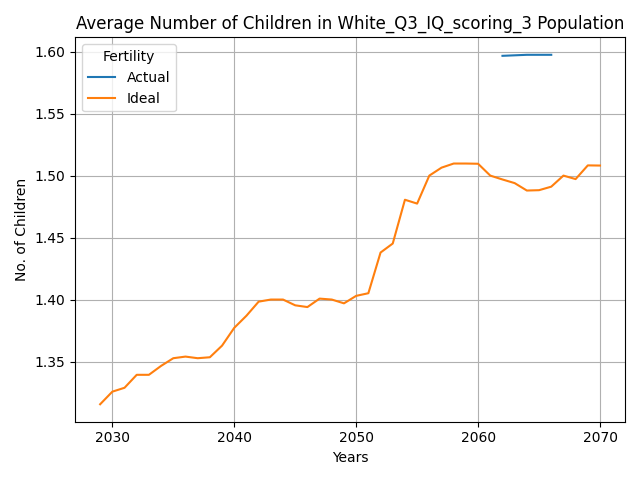 Average Number of Children in White_Q3_IQ_scoring_3 Population
Fertility
Actual
Ideal
No. of Children
1.60
1.55
1.50
1.45
1.40
1.35
2030 2040 2050 2060 2070
Years